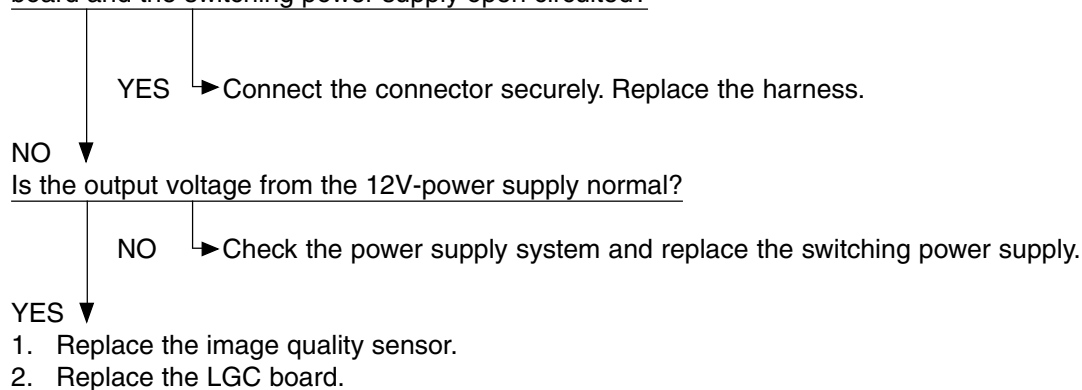 board and the switching power supply open circuited?
YES Connect the connector securely. Replace the harness.
NO
Is the output voltage from the 12V-power supply normal?
NO Check the power supply system and replace the switching power supply.
YES
1. Replace the image quality sensor.
2. Replace the LGC board.